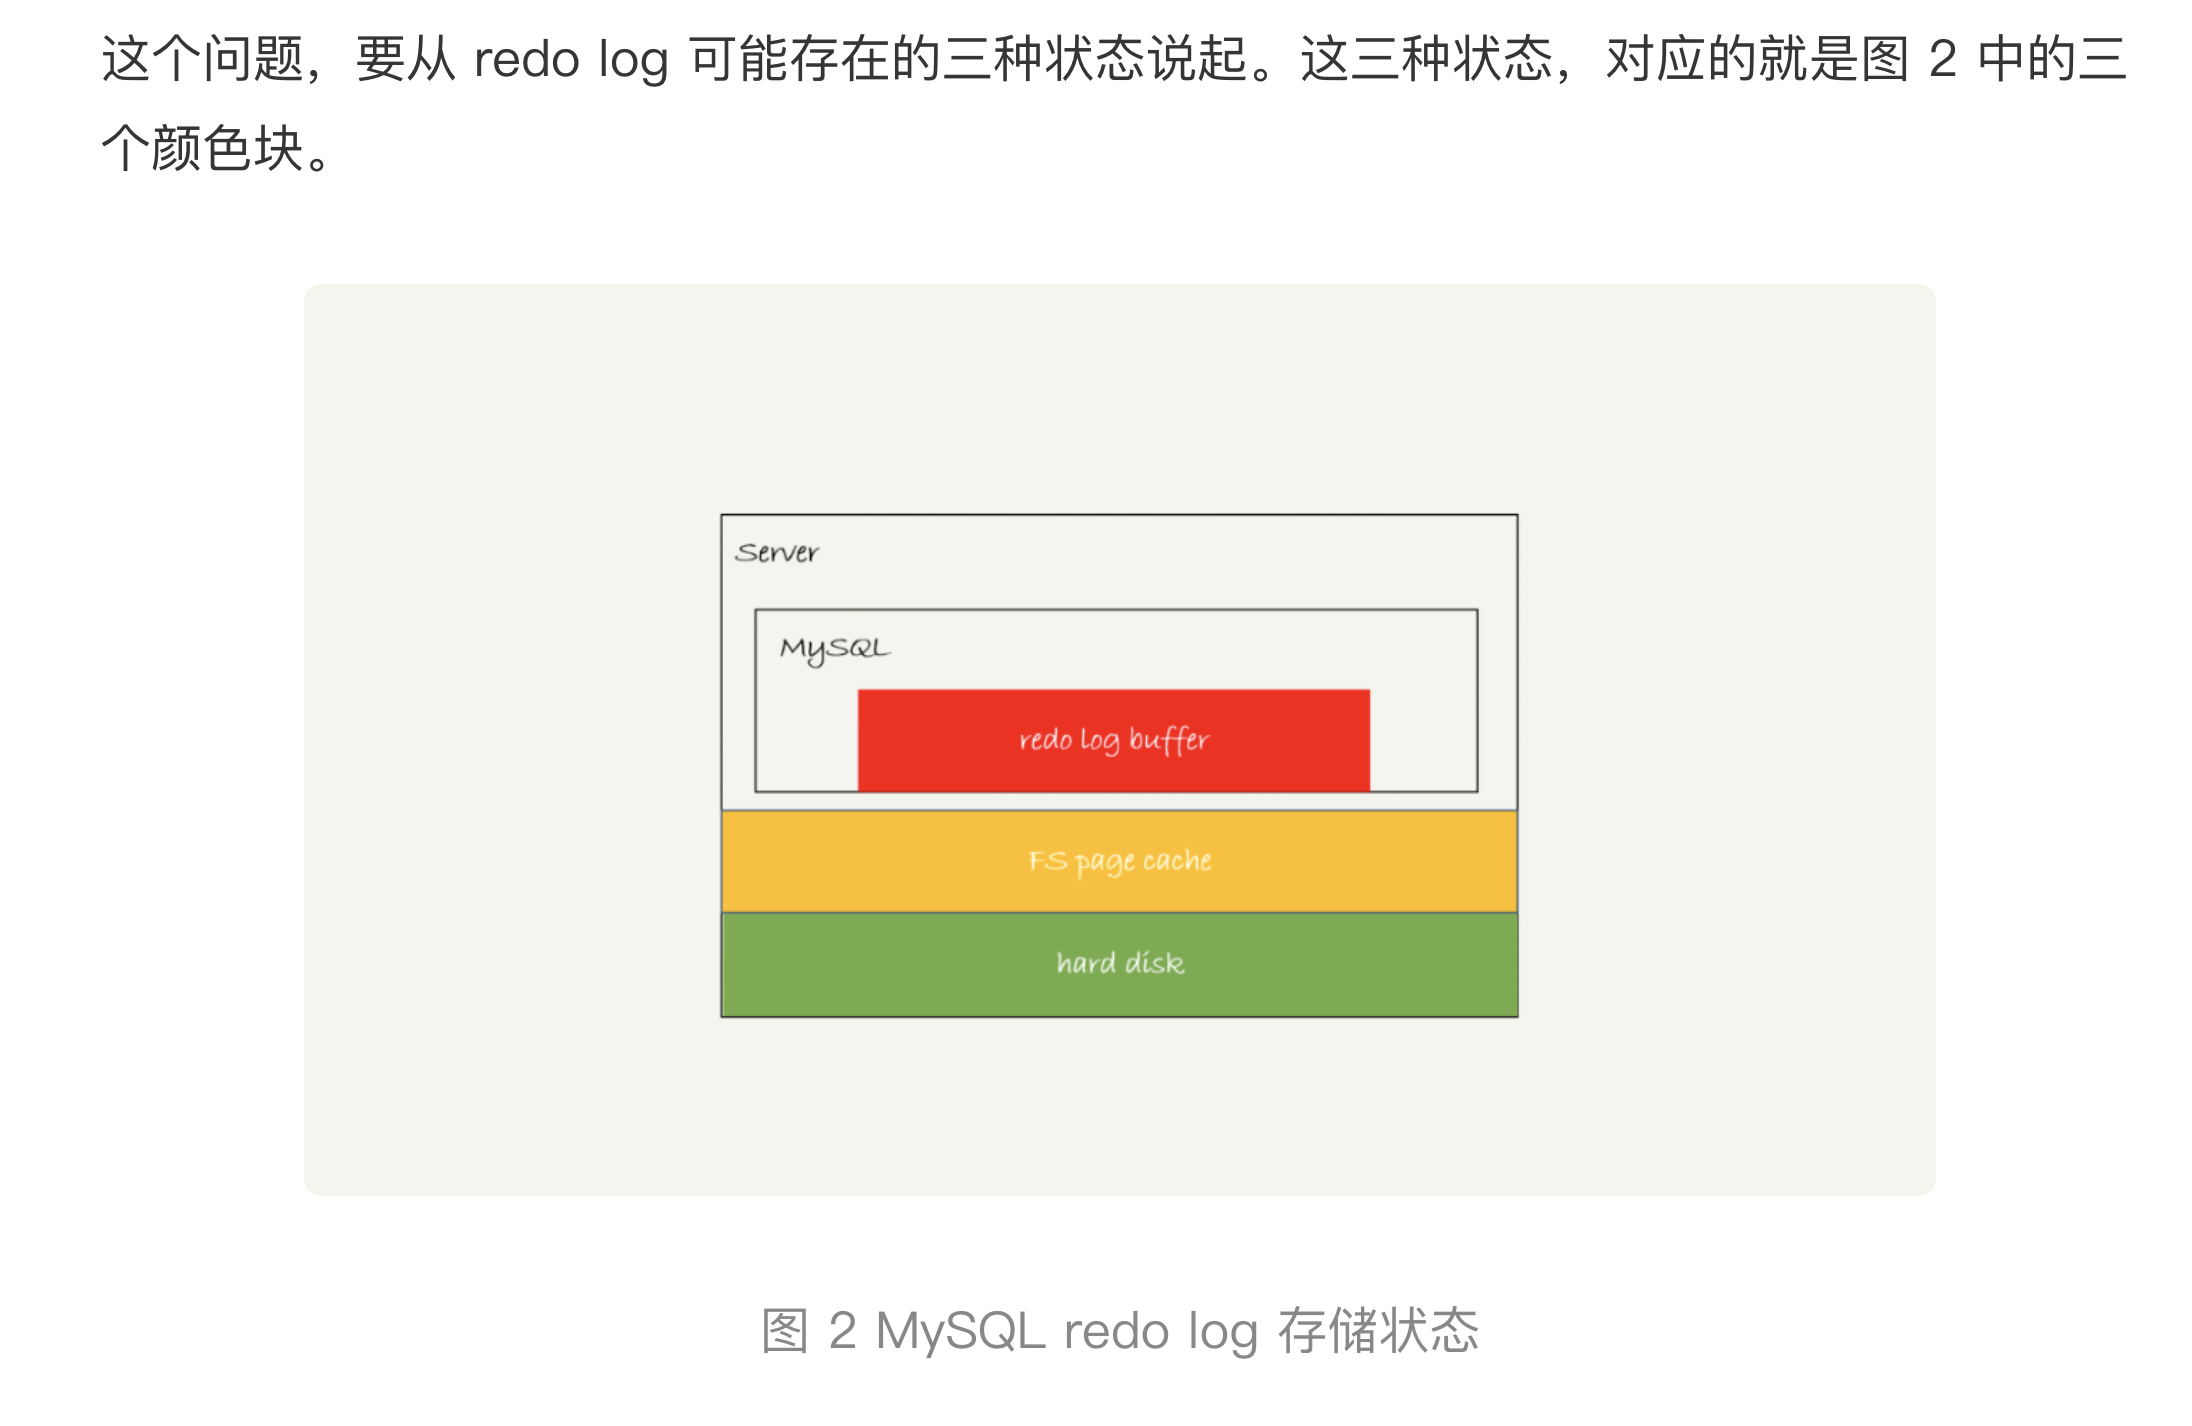 这个问题，要从 redo log 可能存在的三种状态说起。这三种状态，对应的就是图 2 中的三
个颜色块。
Server
MySQL
redo log buffer
FS page cache
hard disk
图 2 MySQL redo log 存储状态